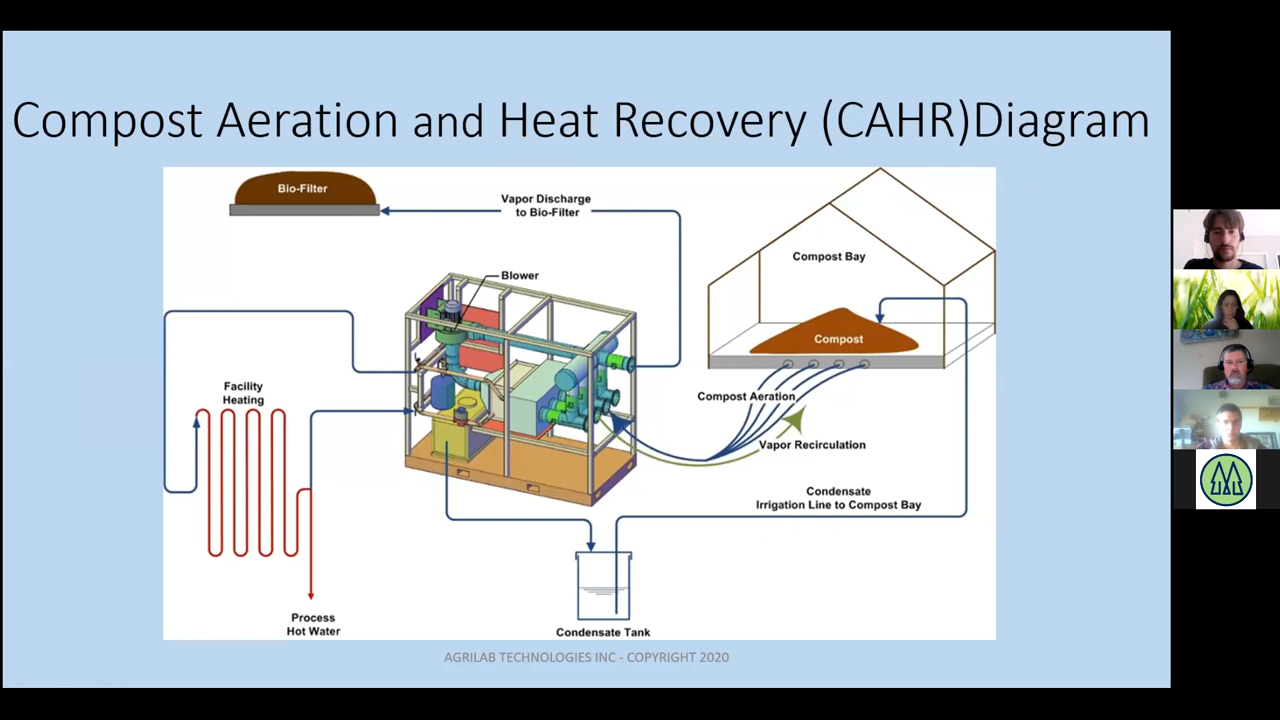 Compost Aeration and Heat Recovery (CAHR)Diagram
Bio-Filter
Vapor Discharge
to Bio-Filter
Blower
Compost Bay
Compost
Facility
Heating
Compost Aeration
Vapor Recirculation
Condensate
Irrigation Line to Compost Bay
Process
Hot Water
Condensate Tank
AGRILAB TECHNOLOGIES INC - COPYRIGHT 2020